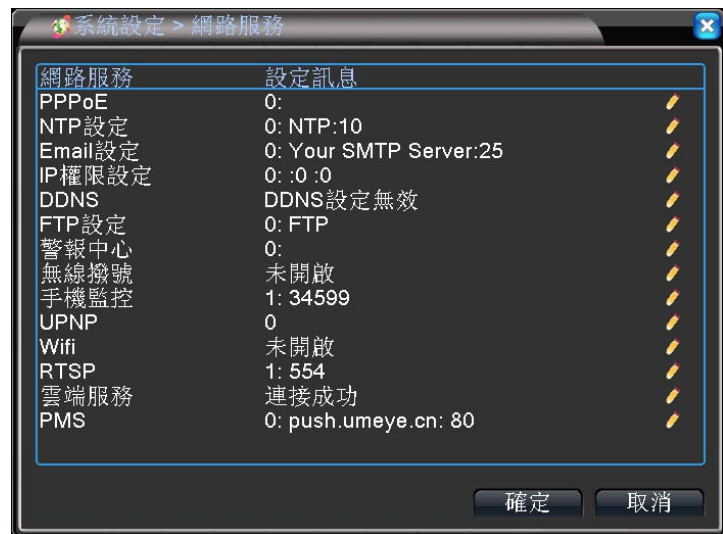 系統設定 > 網路服務
網路服務 設定訊息
PPPoE 0:
NTP設定 0: NTP:10
Email設定 0: Your SMTP Server:25
IP權限設定 0: :0 :0
DDNS DDNS設定無效
FTP設定 0: FTP
警報中心 0:
無線撥號 未開啟
手機監控 1: 34599
UPNP 0
Wifi 未開啟
RTSP 1: 554
雲端服務 連接成功
PMS 0: push.umeye.cn: 80
確定 取消